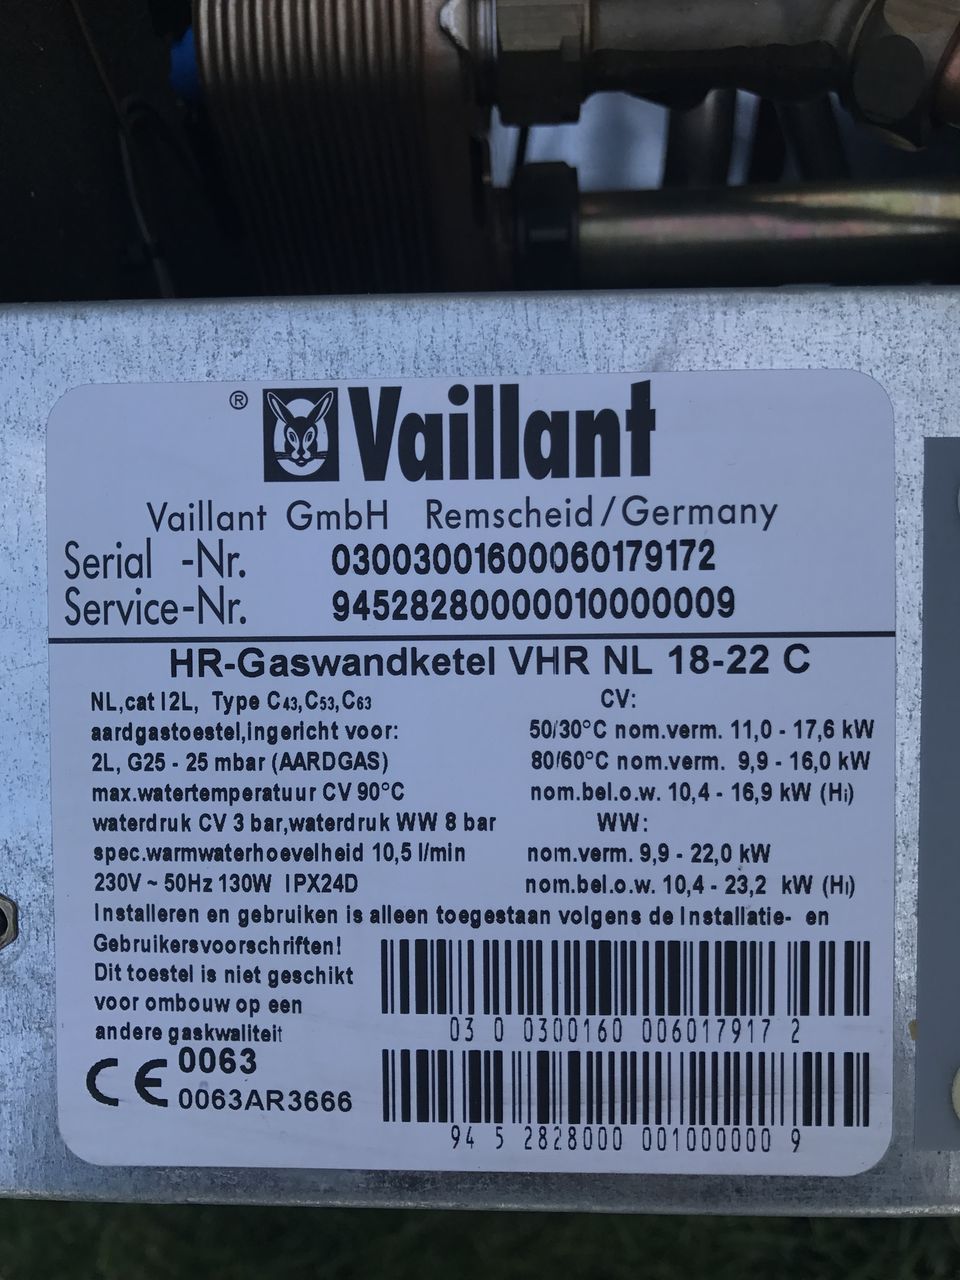 ® Vaillant
Vaillant GmbH Remscheid/Germany
Serial -Nr. 03003001600060179172
Service-Nr. 94528280000010000009
HR-Gaswandketel VHR NL 18-22 C
NL,cat I2L, Type C43,C53,C63
aardgastoestel,ingericht voor:
2L, G25 - 25 mbar (AARDGAS)
max.watertemperatuur CV 90°C
waterdruk CV 3 bar,waterdruk WW 8 bar
spec.warmwaterhoevelheid 10,5 l/min
230V ~ 50Hz 130W IPX24D
CV:
50/30°C nom.verm. 11,0 - 17,6 kW
80/60°C nom.verm. 9,9 - 16,0 kW
nom.bel.o.w. 10,4 - 16,9 kW (Hi)
WW:
nom.verm. 9,9 - 22,0 kW
nom.bel.o.w. 10,4 - 23,2 kW (Hi)
Installeren en gebruiken is alleen toegestaan volgens de Installatie- en
Gebruikersvoorschriften!
Dit toestel is niet geschikt
voor ombouw op een
andere gaskwaliteit
CE 0063
0063AR3666
03 0 0300160 006017917 2
94 5 2828000 001000000 9